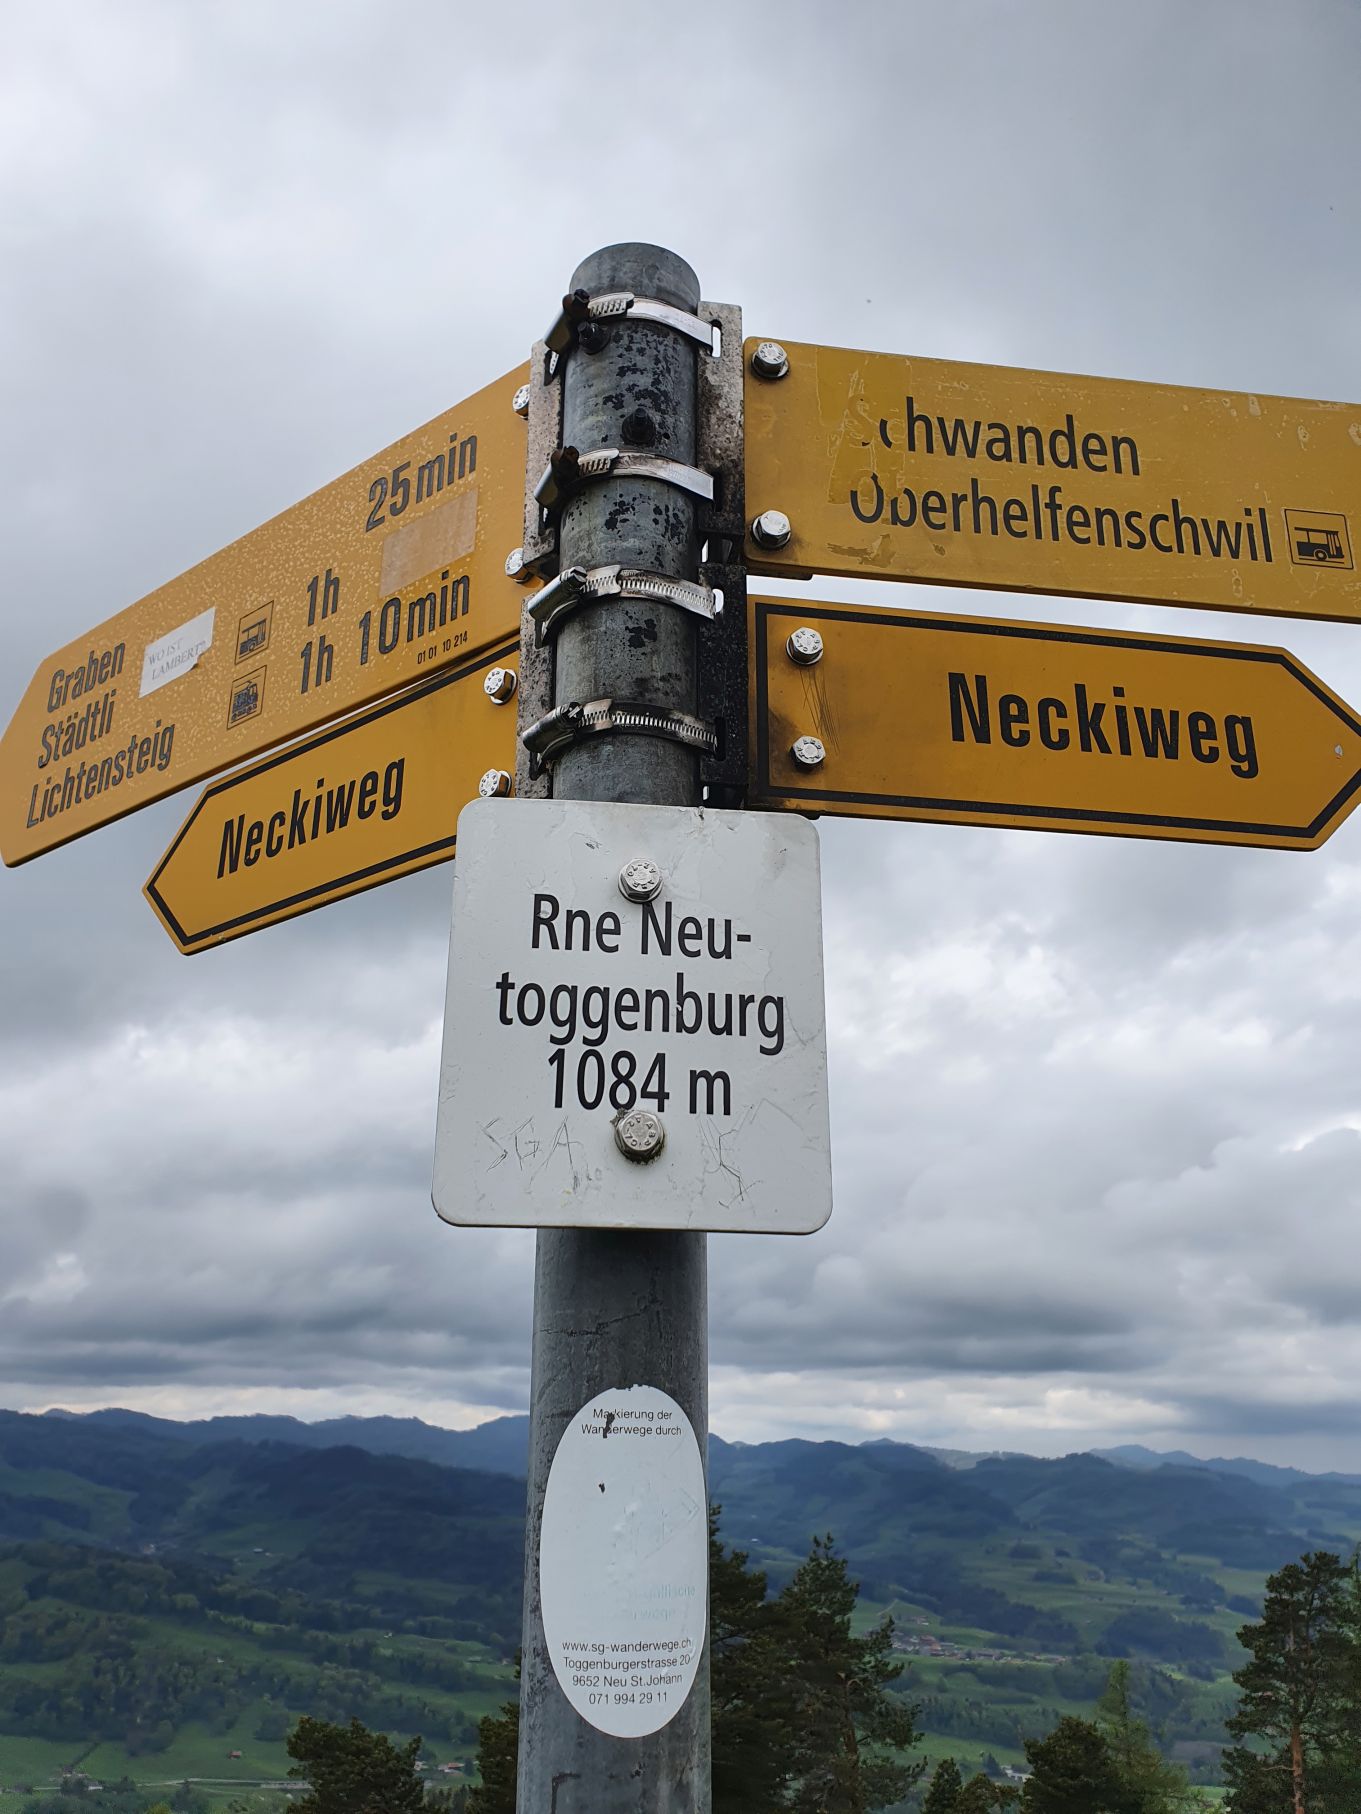 Graben 25min
Städtli 1h
Lichtensteig 1h 10min
WO IST
LAMBERT?
01 01 10 214
Neckiweg
Schwanden
Oberhelfenschwil
Neckiweg
Rne Neu-
toggenburg
1084 m
SGA
Markierung der
Wanderwege durch
www.sg-wanderwege.ch
Toggenburgerstrasse 20
9652 Neu St.Johann
071 994 29 11